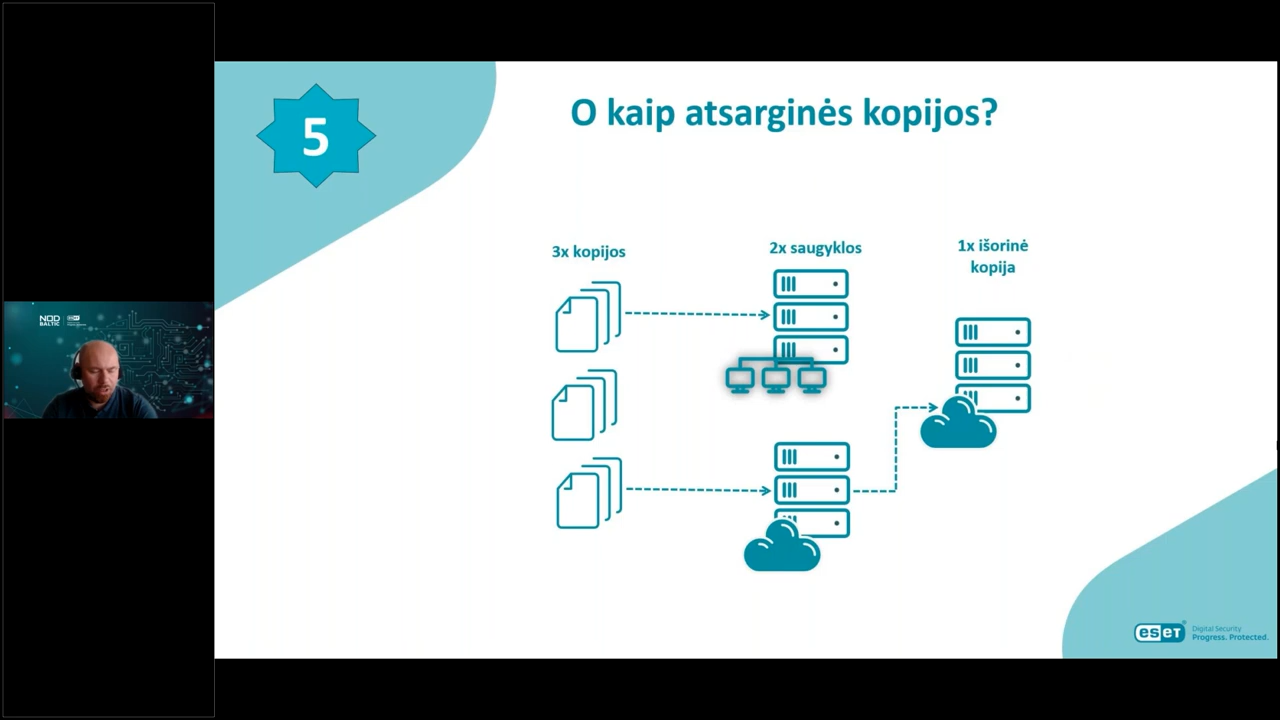 5
O kaip atsarginės kopijos?
3x kopijos
2x saugyklos
1x išorinė
kopija
NOD
BALTIC
eseT
Digital Security
Progress. Protected.